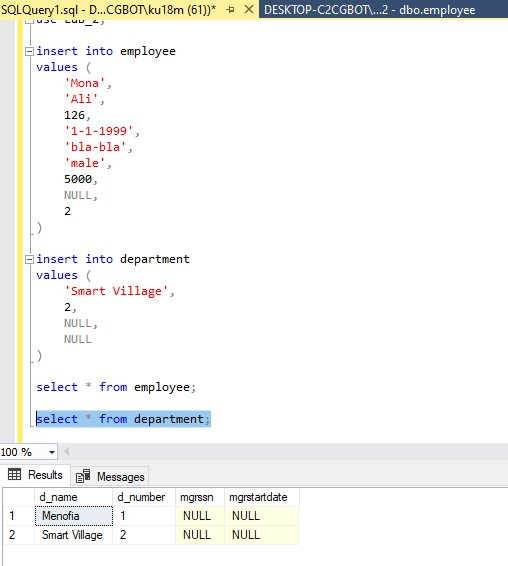 SQLQuery1.sql - D...CGBOT\ku18m (61))*
DESKTOP-C2CGBOT\...2 - dbo.employee
use Lab_2;
insert into employee
values (
'Mona',
'Ali',
126,
'1-1-1999',
'bla-bla',
'male',
5000,
NULL,
2
)
insert into department
values (
'Smart Village',
2,
NULL,
NULL
)
select * from employee;
select * from department;
100 %
Results Messages
d_name d_number mgrssn mgrstartdate
1 Menofia 1 NULL NULL
2 Smart Village 2 NULL NULL